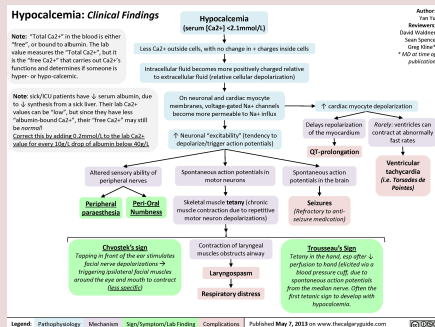 Hypocalcemia: Clinical Findings
Note: "Total Ca2+" in the blood is either
"free", or bound to albumin. The lab
value measures the "Total Ca2+", but it
is the "free Ca2+" that carries out Ca2+'s
functions and determines if someone is
hyper- or hypo-calcemic.
Note: sick/ICU patients have ↓ serum albumin, due
to ↓ synthesis from a sick liver. Their lab Ca2+
values can be "low", but since they have less
"albumin-bound Ca2+", their "free Ca2+" may still
be normal!
Correct this by adding 0.2mmol/L to the lab Ca2+
value for every 10g/L drop of albumin below 40g/L
Hypocalcemia
(serum [Ca2+] <2.1mmol/L)
Author:
Yan Yu
Reviewers:
David Waldner
Sean Spence
Greg Kline*
* MD at time of
publication
Less Ca2+ outside cells, with no change in + charges inside cells
Intracellular fluid becomes more positively charged relative
to extracellular fluid (relative cellular depolarization)
On neuronal and cardiac myocyte
membranes, voltage-gated Na+ channels
become more permeable to Na+ influx
↑ cardiac myocyte depolarization
↑ Neuronal "excitability" (tendency to
depolarize/trigger action potentials)
Delays repolarization
of the myocardium
QT-prolongation
Rarely: ventricles can
contract at abnormally
fast rates
Ventricular
tachycardia
(i.e. Torsades de
Pointes)
Altered sensory ability of
peripheral nerves
Spontaneous action potentials in
motor neurons
Spontaneous action
potentials in the brain
Peripheral
paraesthesia
Peri-Oral
Numbness
Skeletal muscle tetany (chronic
muscle contraction due to repetitive
motor neuron depolarizations)
Seizures
(Refractory to anti-
seizure medication)
Chvostek's sign
Tapping in front of the ear stimulates
facial nerve depolarizations →
triggering ipsilateral facial muscles
around the eye and mouth to contract
(less specific)
Contraction of laryngeal
muscles obstructs airway
Laryngospasm
Respiratory distress
Trousseau's Sign
Tetany in the hand, esp after ↓
perfusion to hand (elicited via a
blood pressure cuff, due to
spontaneous action potentials
from the median nerve. Often the
first tetanic sign to develop with
hypocalcemia.
Legend: Pathophysiology Mechanism Sign/Symptom/Lab Finding Complications Published May 7, 2013 on www.thecalgaryguide.com